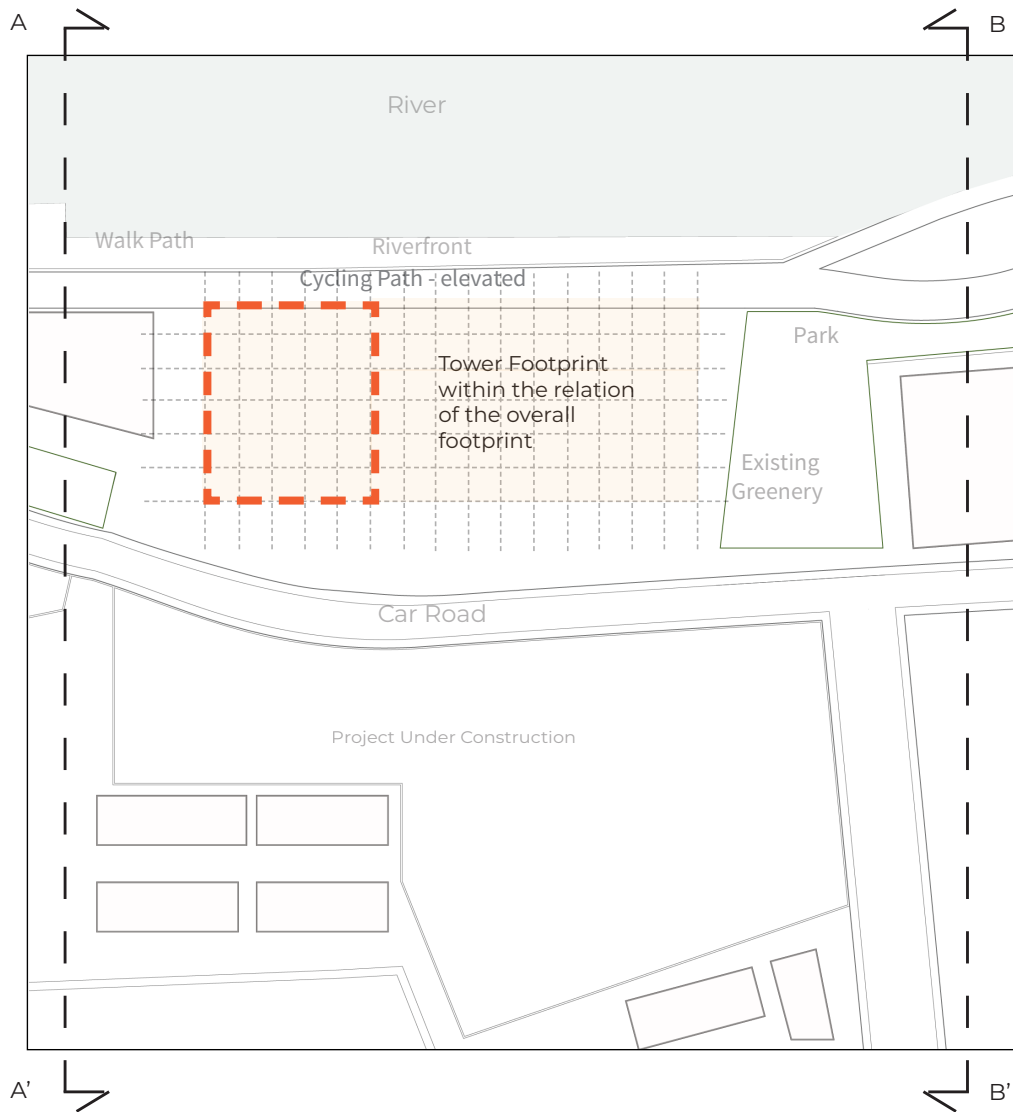 A
B
River
Walk Path
Riverfront
Cycling Path - elevated
Park
Tower Footprint
within the relation
of the overall
footprint
Existing
Greenery
Car Road
Project Under Construction
A'
B'